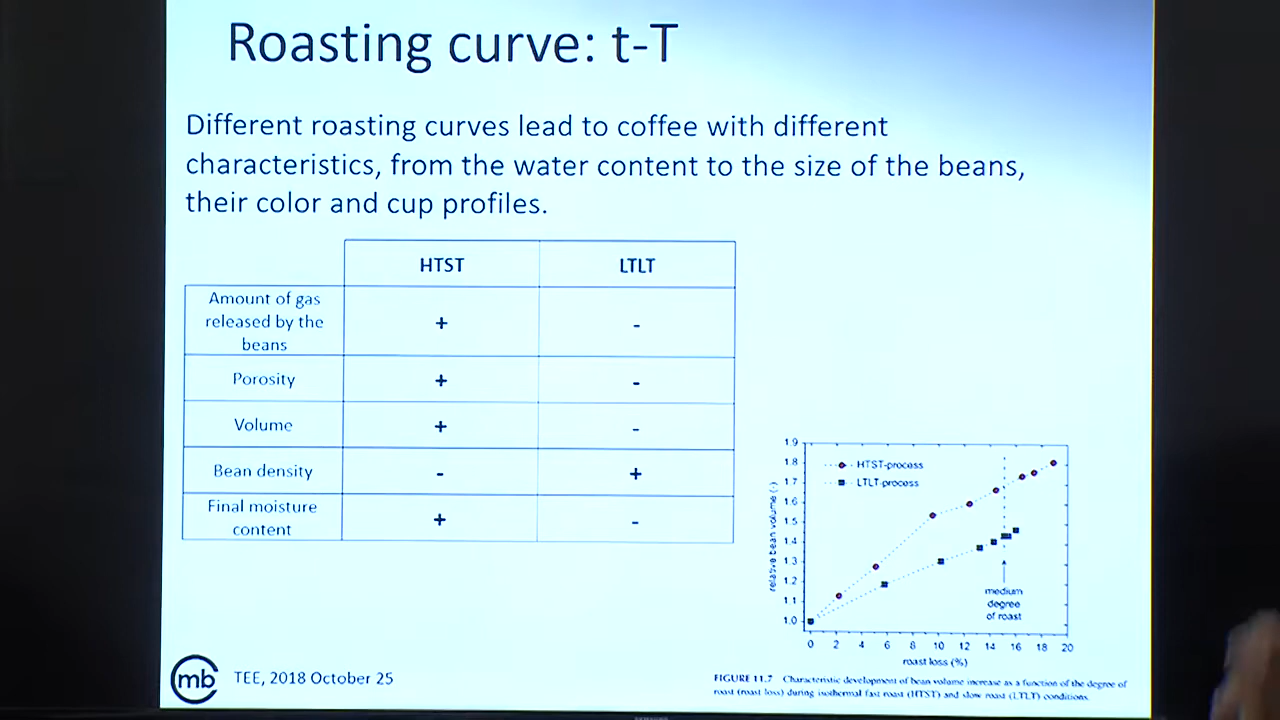 Roasting curve: t-T
Different roasting curves lead to coffee with different
characteristics, from the water content to the size of the beans,
their color and cup profiles.
HTST LTLT
Amount of gas
released by the
beans
+ -
Porosity + -
Volume + -
Bean density - +
Final moisture
content
+ -
1.9
1.8
1.7
1.6
1.5
1.4
1.3
1.2
1.1
1.0
relative bean volume (-)
HTST-process
LTLT-process
medium
degree
of roast
0 2 4 6 8 10 12 14 16 18 20
roast loss (%)
FIGURE 11.7 Characteristic development of bean volume increase as a function of the degree of
roast (roast loss) during isothermal fast roast (HTST) and slow roast (LTLT) conditions.
mb
TEE, 2018 October 25